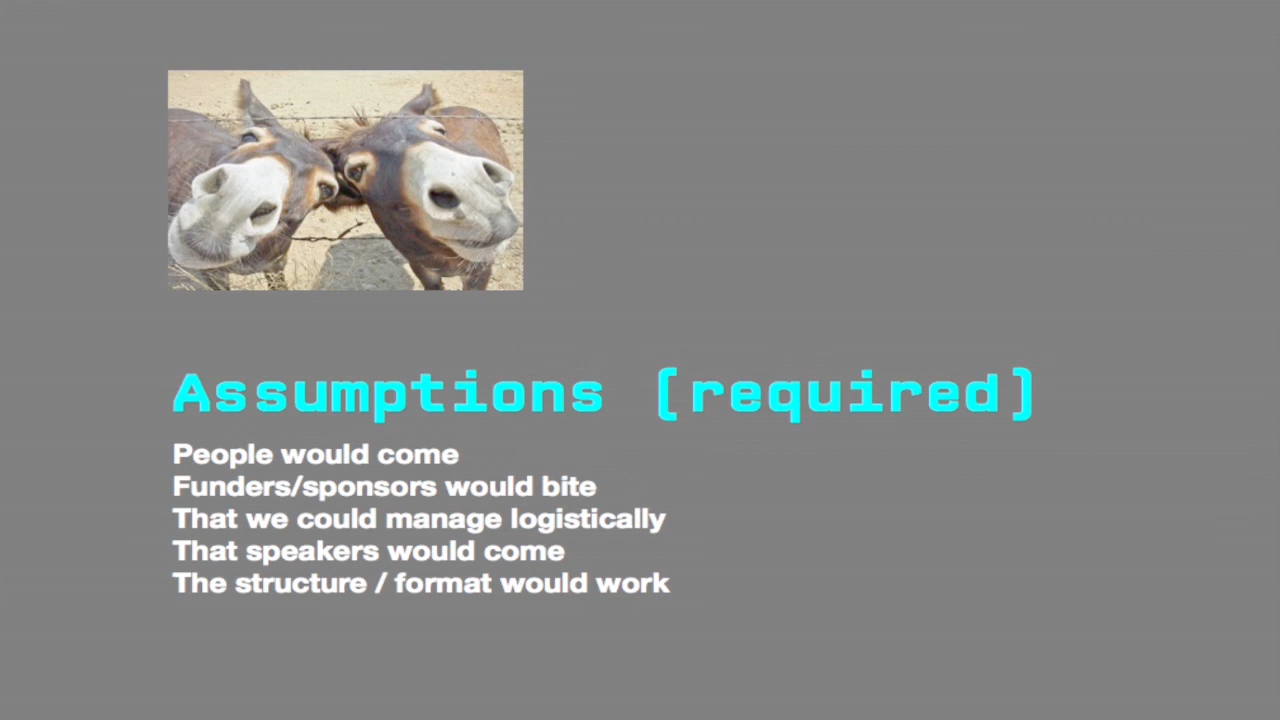 Assumptions (required)
People would come
Funders/sponsors would bite
That we could manage logistically
That speakers would come
The structure / format would work